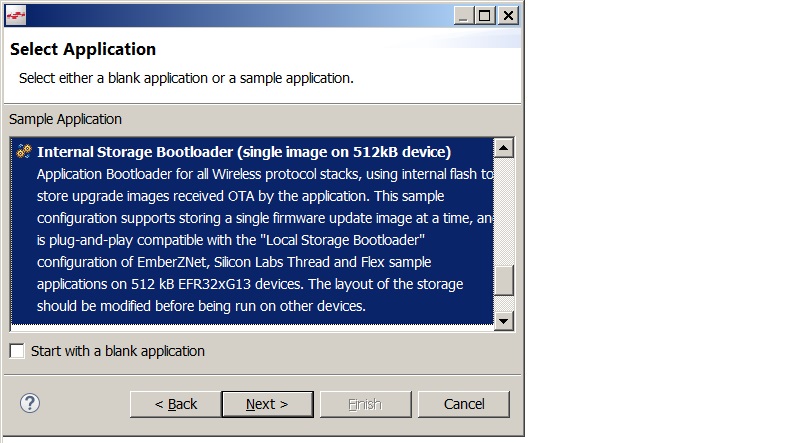 Select Application
Select either a blank application or a sample application.
Sample Application
Internal Storage Bootloader (single image on 512kB device)
Application Bootloader for all Wireless protocol stacks, using internal flash to
store upgrade images received OTA by the application. This sample
configuration supports storing a single firmware update image at a time, an
is plug-and-play compatible with the "Local Storage Bootloader"
configuration of EmberZNet, Silicon Labs Thread and Flex sample
applications on 512 kB EFR32xG13 devices. The layout of the storage
should be modified before being run on other devices.
Start with a blank application
? < Back Next > Finish Cancel